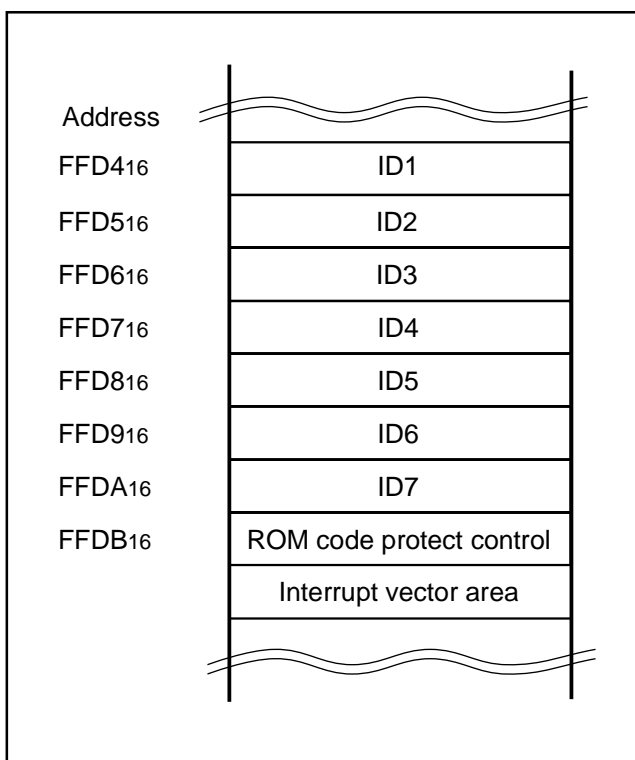 Address
FFD416 ID1
FFD516 ID2
FFD616 ID3
FFD716 ID4
FFD816 ID5
FFD916 ID6
FFDA16 ID7
FFDB16 ROM code protect control
Interrupt vector area